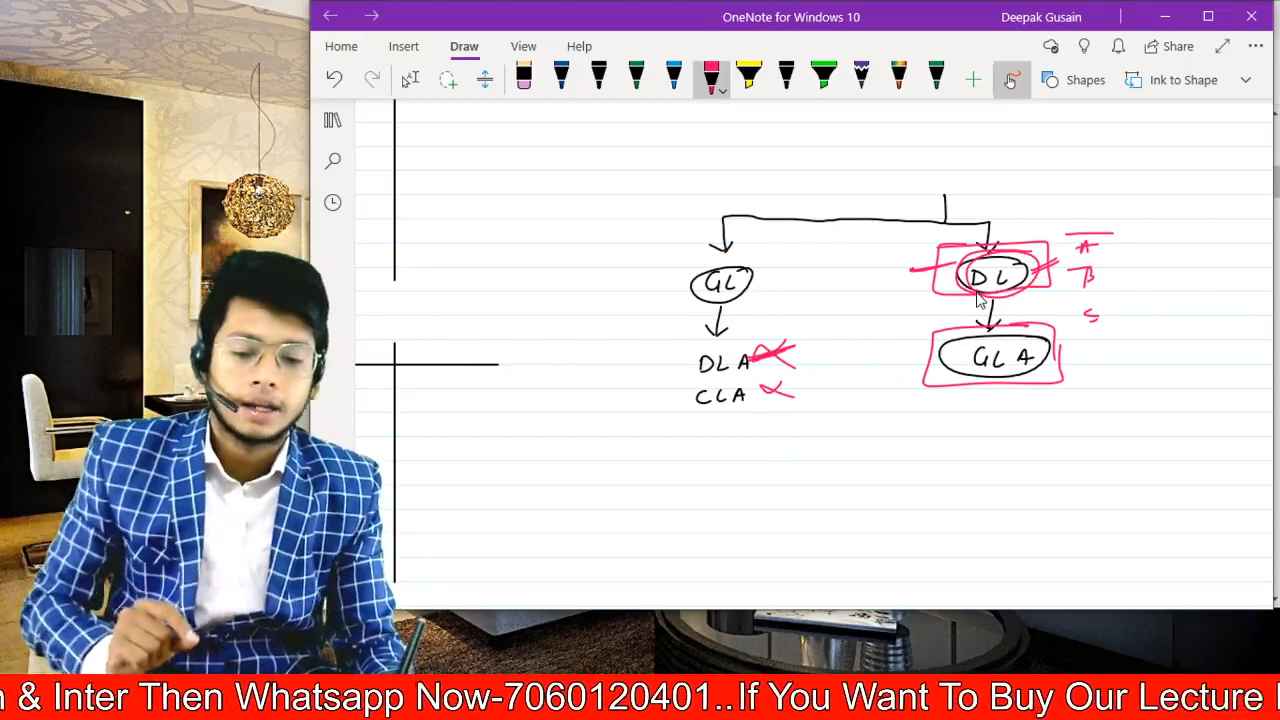 OneNote for Windows 10
Deepak Gusain
Home
Insert
Draw
View
Help
Share
Shapes
Ink to Shape
GL
DL
A
B
S
DLA
CLA
GLA
n & Inter Then Whatsapp Now-7060120401..If You Want To Buy Our Lecture